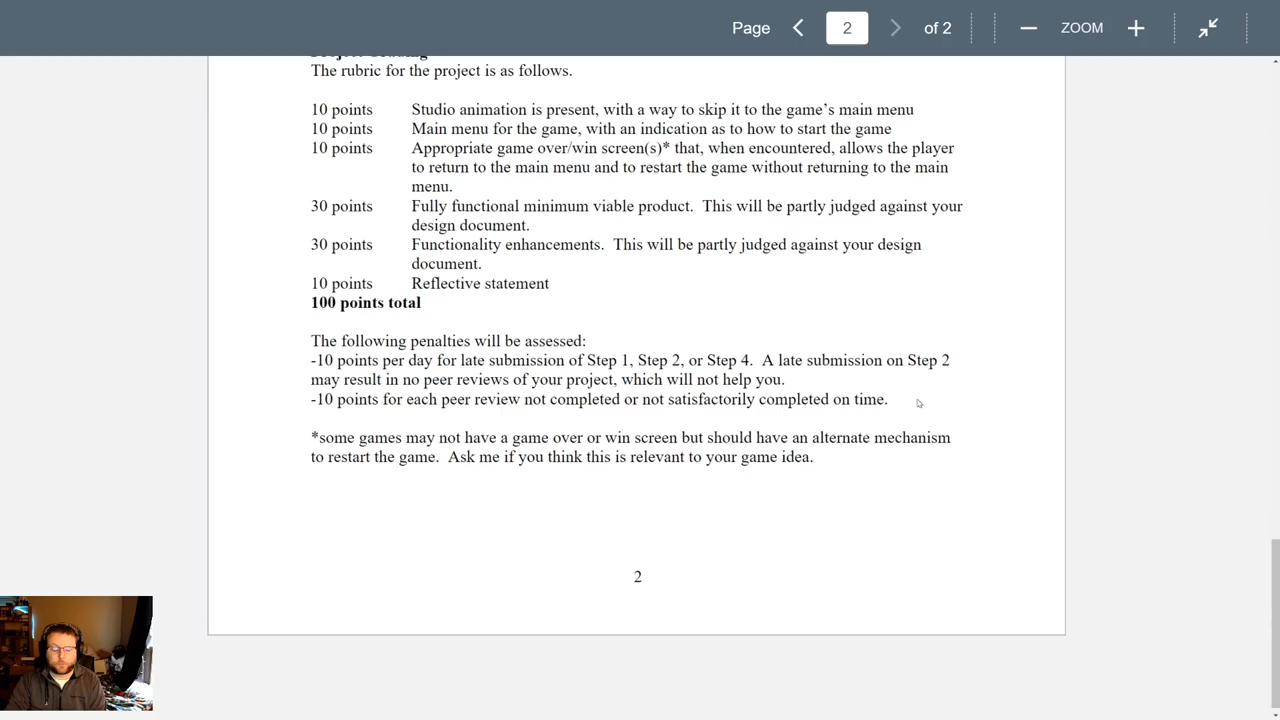 Page 2 of 2 ZOOM
The rubric for the project is as follows.
10 points Studio animation is present, with a way to skip it to the game’s main menu
10 points Main menu for the game, with an indication as to how to start the game
10 points Appropriate game over/win screen(s)* that, when encountered, allows the player
to return to the main menu and to restart the game without returning to the main
menu.
30 points Fully functional minimum viable product.  This will be partly judged against your
design document.
30 points Functionality enhancements.  This will be partly judged against your design
document.
10 points Reflective statement
100 points total
The following penalties will be assessed:
-10 points per day for late submission of Step 1, Step 2, or Step 4.  A late submission on Step 2
may result in no peer reviews of your project, which will not help you.
-10 points for each peer review not completed or not satisfactorily completed on time.
*some games may not have a game over or win screen but should have an alternate mechanism
to restart the game.  Ask me if you think this is relevant to your game idea.
2